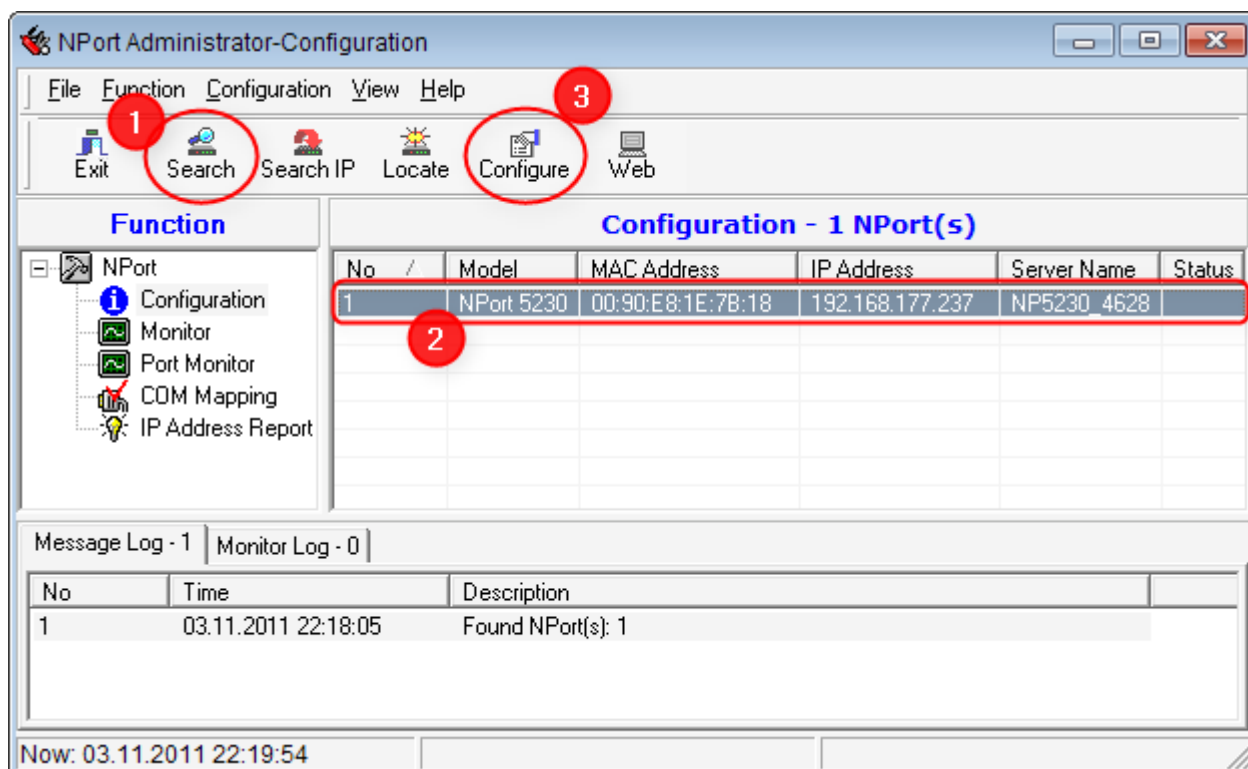 NPort Administrator-Configuration
File Function Configuration View Help
1
3
Exit Search Search IP Locate Configure Web
Function
Configuration - 1 NPort(s)
NPort
Configuration
Monitor
Port Monitor
COM Mapping
IP Address Report
No Model MAC Address IP Address Server Name Status
1 NPort 5230 00:90:E8:1E:7B:18 192.168.177.237 NP5230_4628
2
Message Log - 1 Monitor Log - 0
No Time Description
1 03.11.2011 22:18:05 Found NPort(s): 1
Now: 03.11.2011 22:19:54